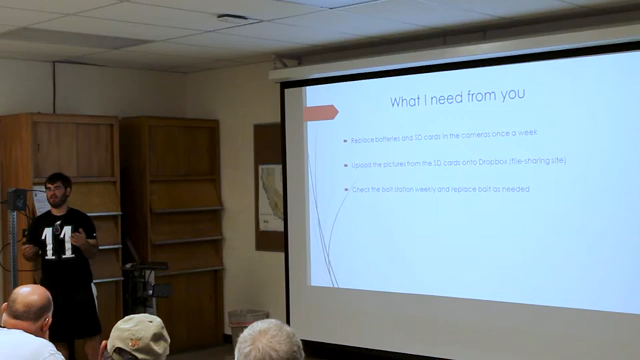 What I need from you
Replace batteries and SD cards in the cameras once a week
Upload the pictures from the SD cards onto Dropbox (file-sharing site)
Check the bait station weekly and replace bait as needed
11